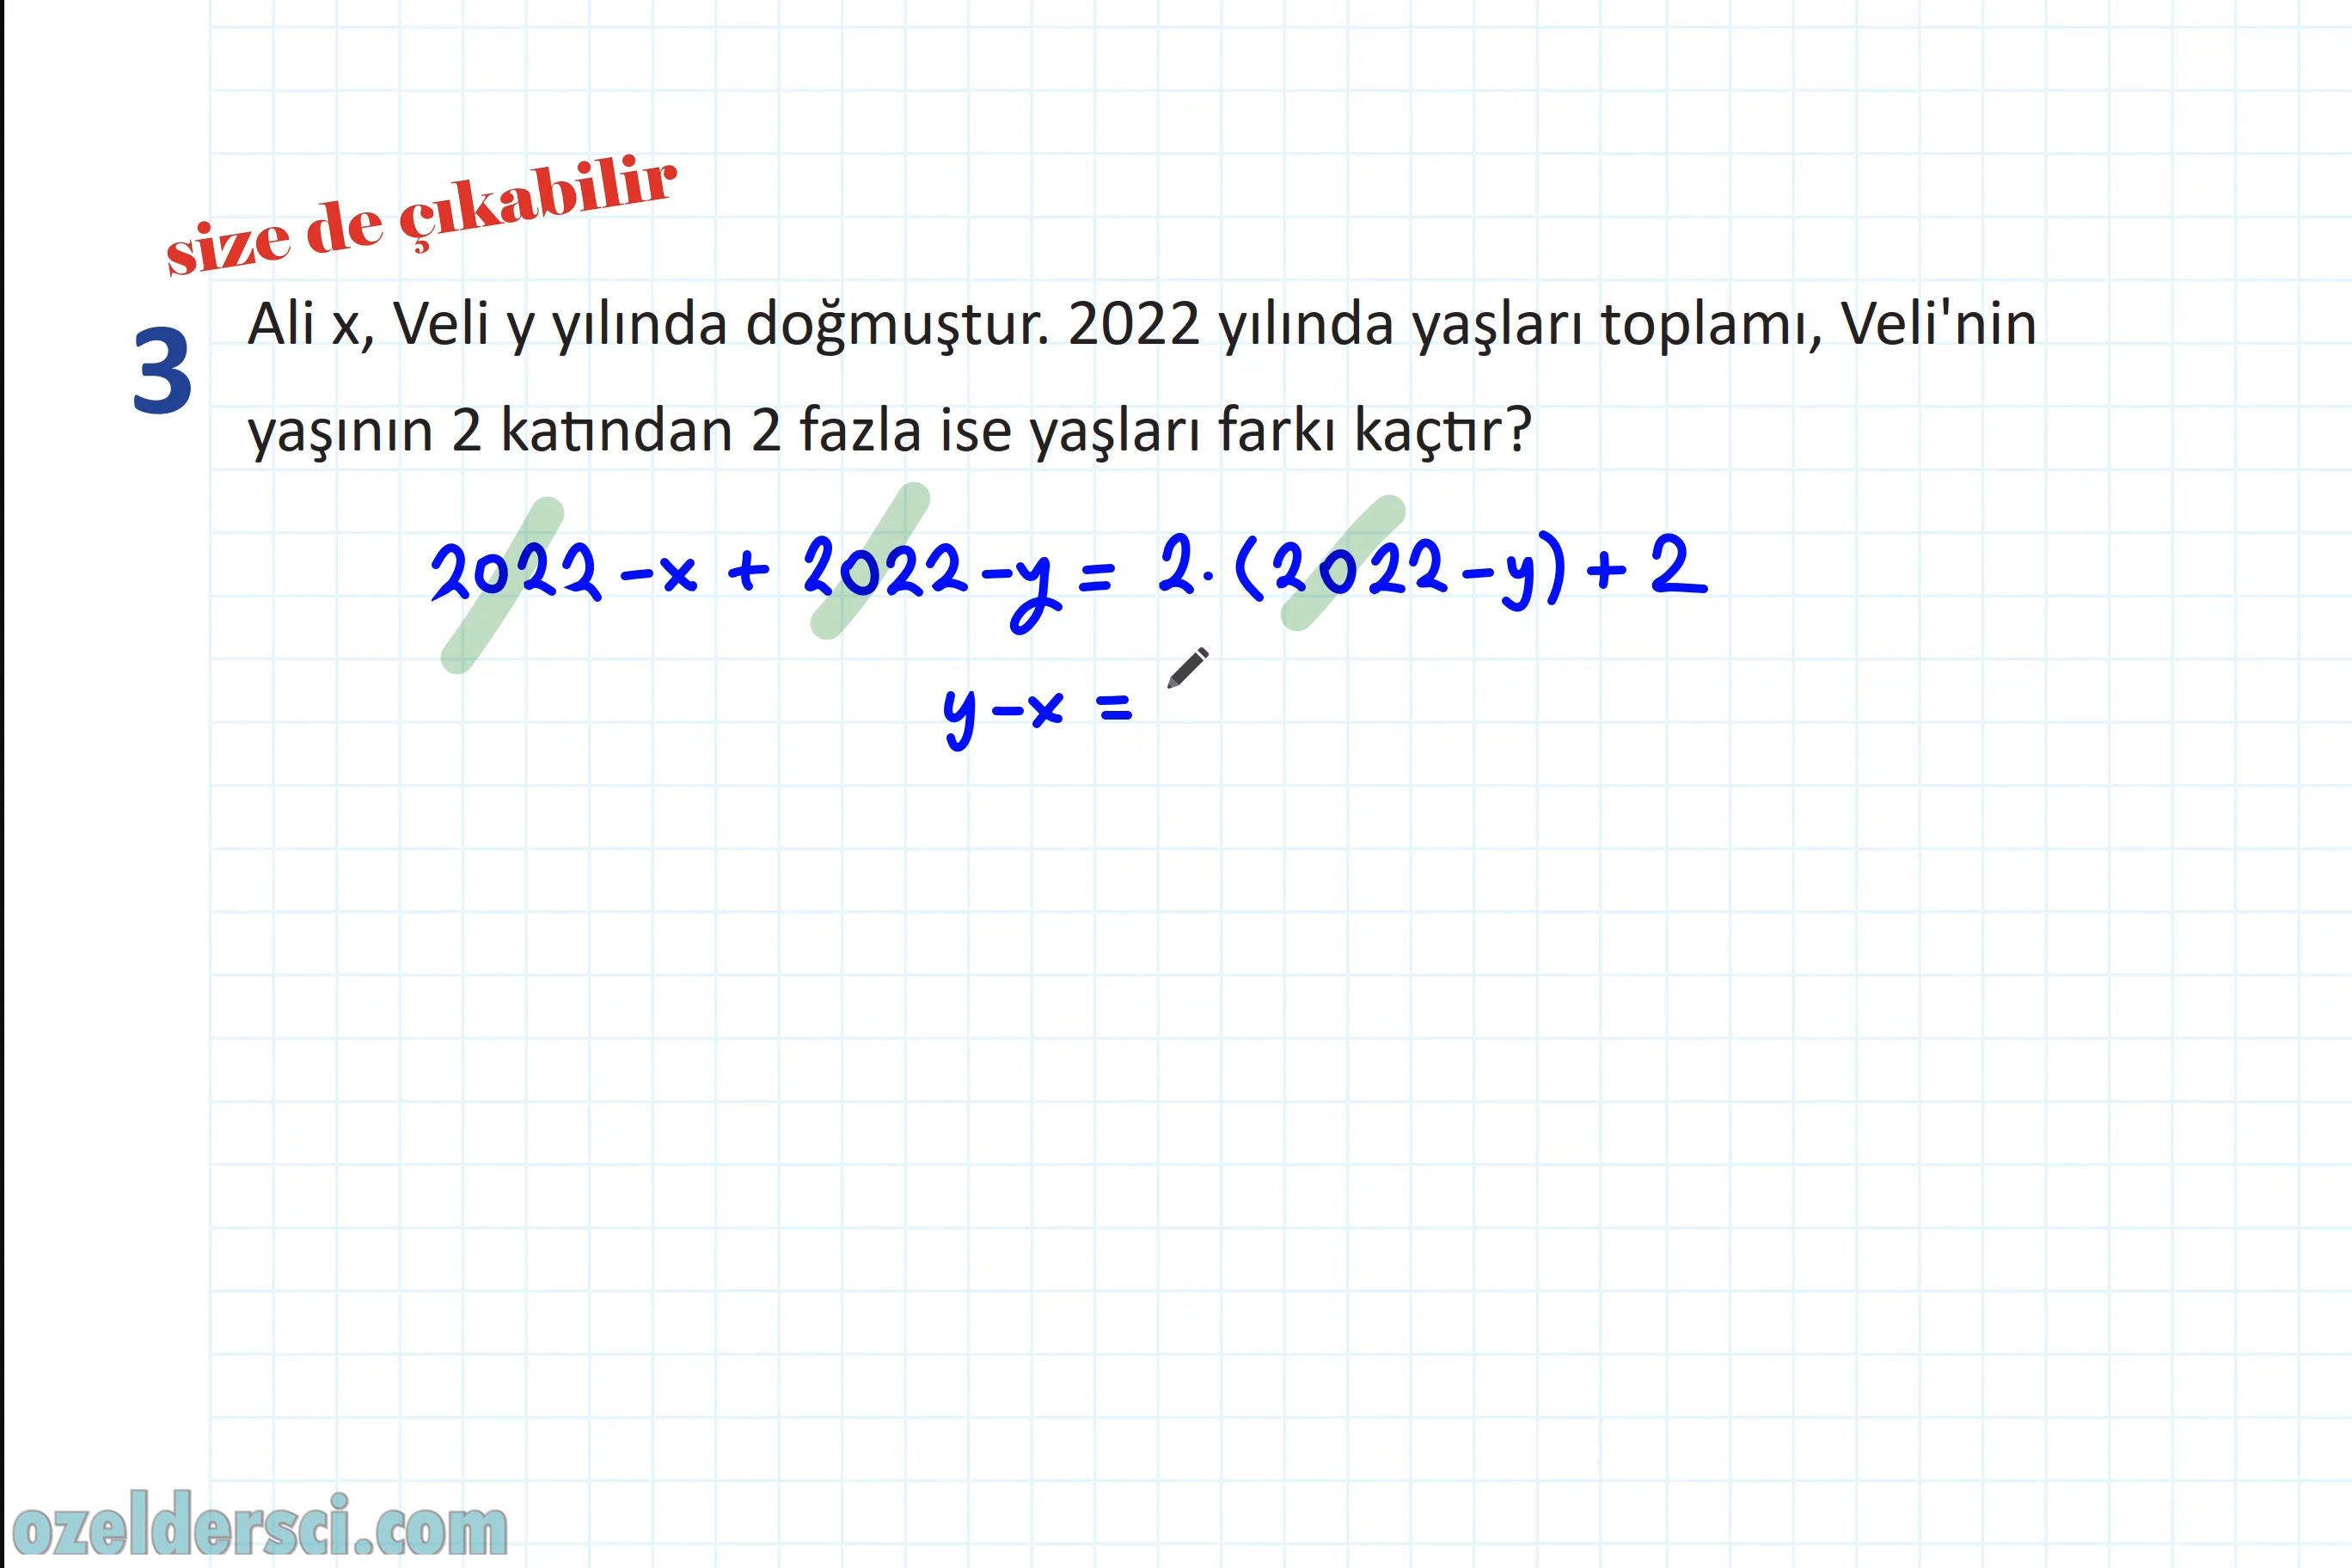 size de çıkabilir
3
Ali x, Veli y yılında doğmuştur. 2022 yılında yaşları toplamı, Veli'nin
yaşının 2 katından 2 fazla ise yaşları farkı kaçtır?
2022 - x + 2022 - y = 2 · (2022 - y) + 2
y - x =
ozeldersci.com